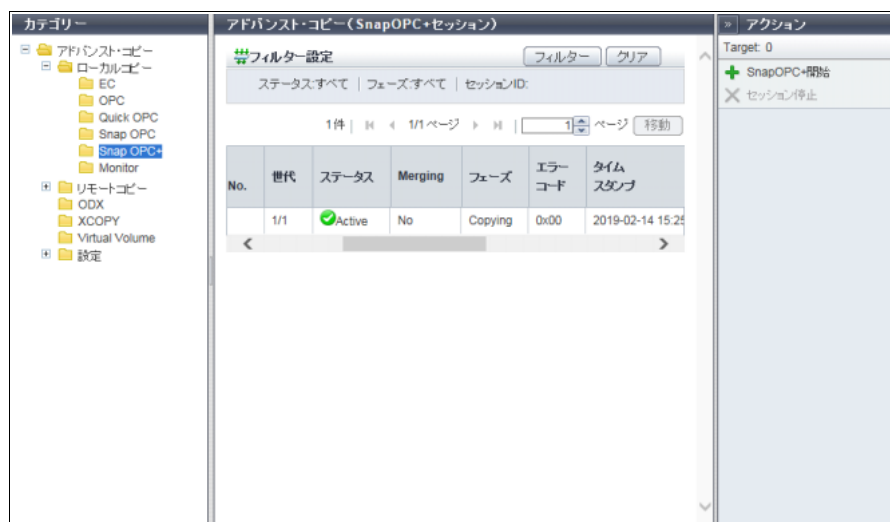 カテゴリー
アドバンスト・コピー
ローカルコピー
EC
OPC
Quick OPC
Snap OPC
Snap OPC+
Monitor
リモートコピー
ODX
XCOPY
Virtual Volume
設定
アドバンスト・コピー(SnapOPC+セッション)
フィルター設定 フィルター クリア
ステータス:すべて | フェーズ:すべて | セッションID:
1件 | 1/1 ページ | 1 ページ 移動
No. 世代 ステータス Merging フェーズ エラーコード タイムスタンプ
1/1 Active No Copying 0x00 2019-02-14 15:25
» アクション
Target: 0
SnapOPC+開始
セッション停止